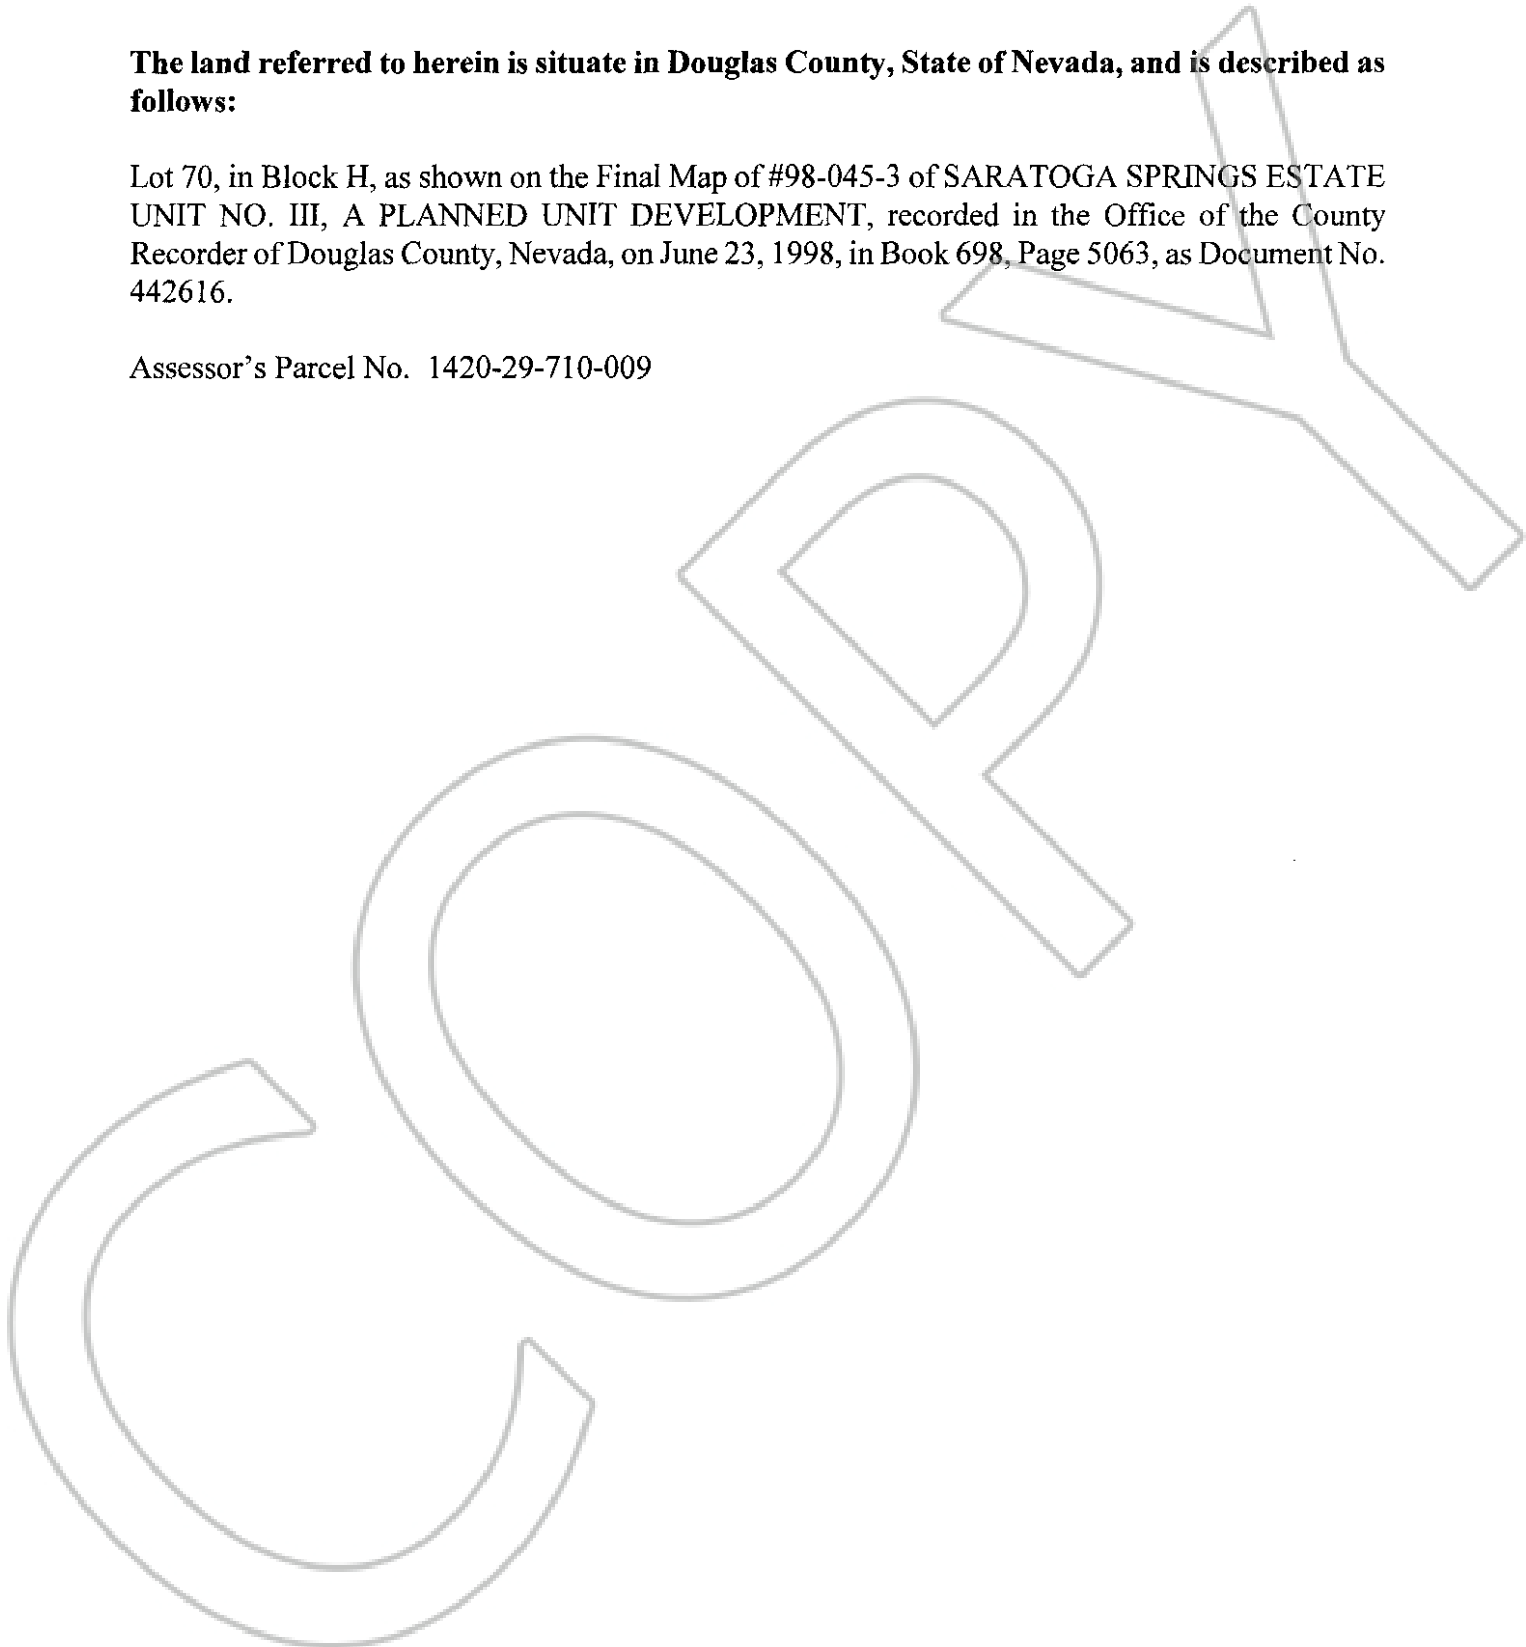 The land referred to herein is situate in Douglas County, State of Nevada, and is described as
follows:
Lot 70, in Block H, as shown on the Final Map of #98-045-3 of SARATOGA SPRINGS ESTATE
UNIT NO. III, A PLANNED UNIT DEVELOPMENT, recorded in the Office of the County
Recorder of Douglas County, Nevada, on June 23, 1998, in Book 698, Page 5063, as Document No.
442616.
Assessor's Parcel No. 1420-29-710-009
COPY